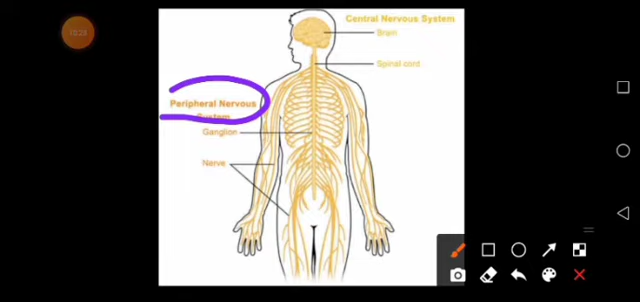 Central Nervous System
Brain
Spinal cord
Peripheral Nervous
System
Ganglion
Nerve